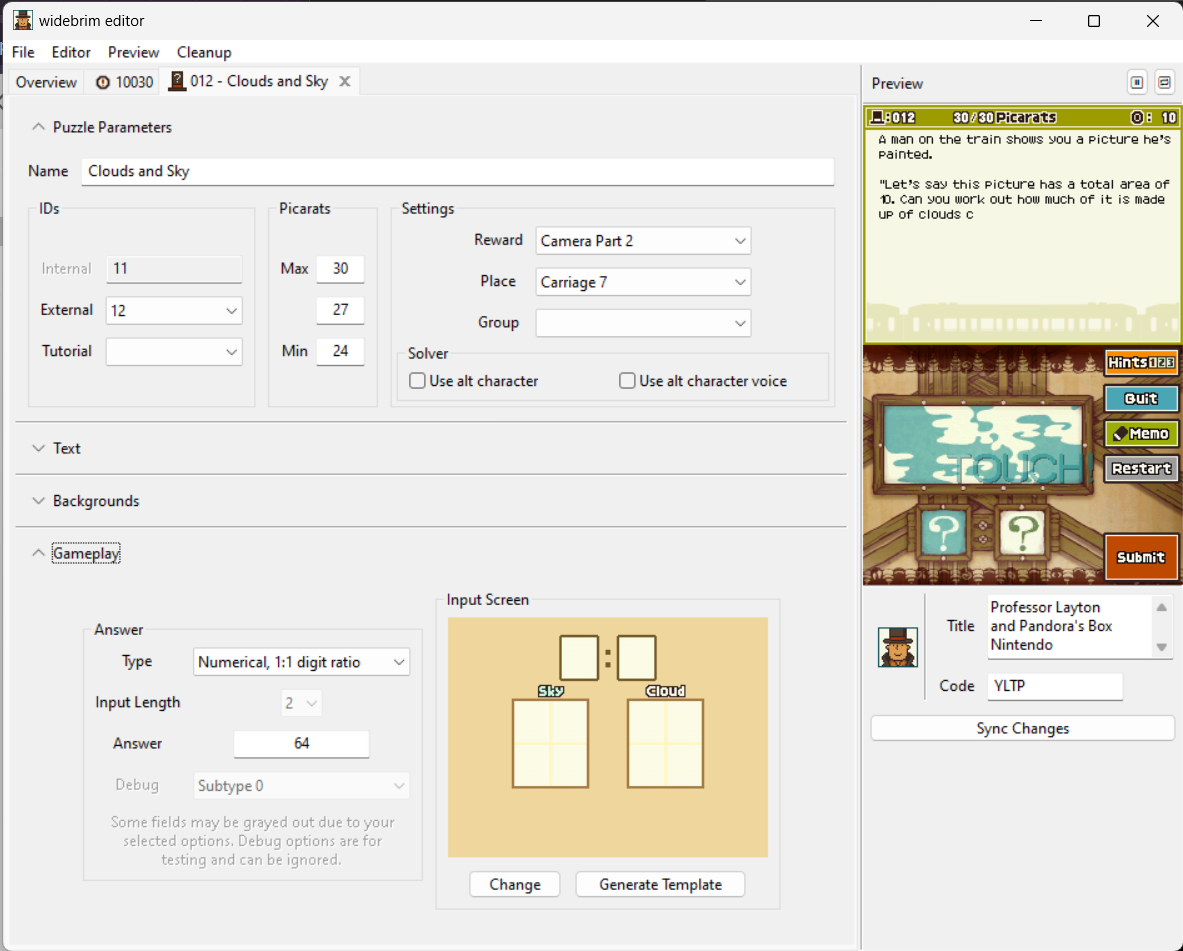 widebrim editor
File Editor Preview Cleanup
Overview 10030 012 - Clouds and Sky
Puzzle Parameters
Name Clouds and Sky
IDs
Internal 11
External 12
Tutorial
Picarats
Max 30
27
Min 24
Settings
Reward Camera Part 2
Place Carriage 7
Group
Solver
Use alt character Use alt character voice
Text
Backgrounds
Gameplay
Answer
Type Numerical, 1:1 digit ratio
Input Length 2
Answer 64
Debug Subtype 0
Some fields may be grayed out due to your
selected options. Debug options are for
testing and can be ignored.
Input Screen
:
Sky Cloud
Change Generate Template
Preview
:012 30/30 Picarats : 10
A man on the train shows you a picture he's
painted.
"Let's say this picture has a total area of
10. Can you work out how much of it is made
up of clouds c
Hints 1 2 3
Quit
Memo
TOUCH!
Restart
? ?
Submit
Title Professor Layton
and Pandora's Box
Nintendo
Code YLTP
Sync Changes